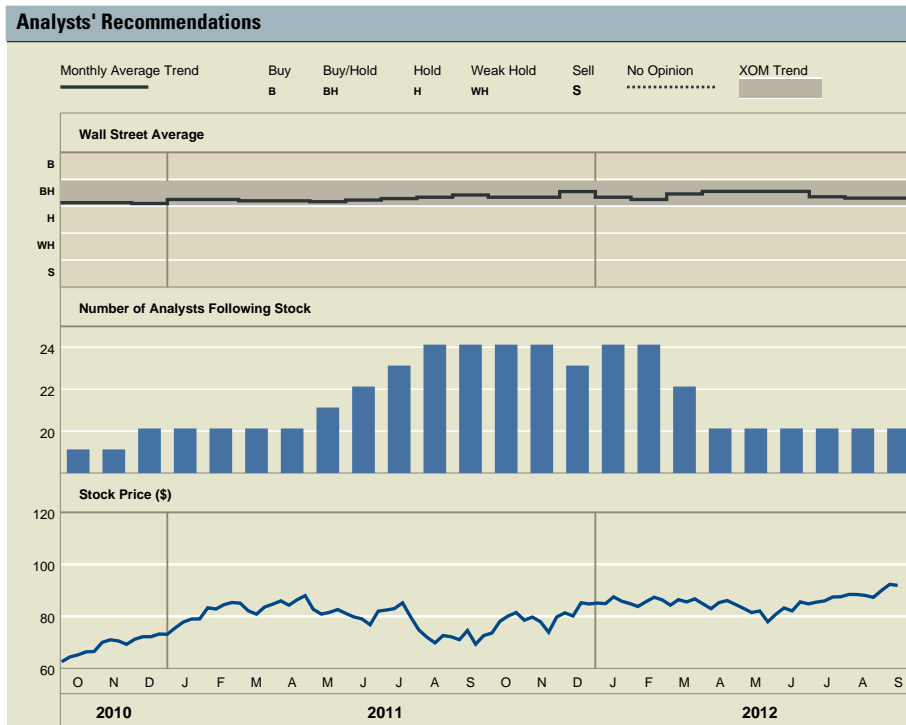 Analysts' Recommendations
Monthly Average Trend Buy Buy/Hold Hold Weak Hold Sell No Opinion XOM Trend
B BH H WH S
Wall Street Average
B
BH
H
WH
S
Number of Analysts Following Stock
24
22
20
Stock Price ($)
120
100
80
60
O N D J F M A M J J A S O N D J F M A M J J A S
2010 2011 2012